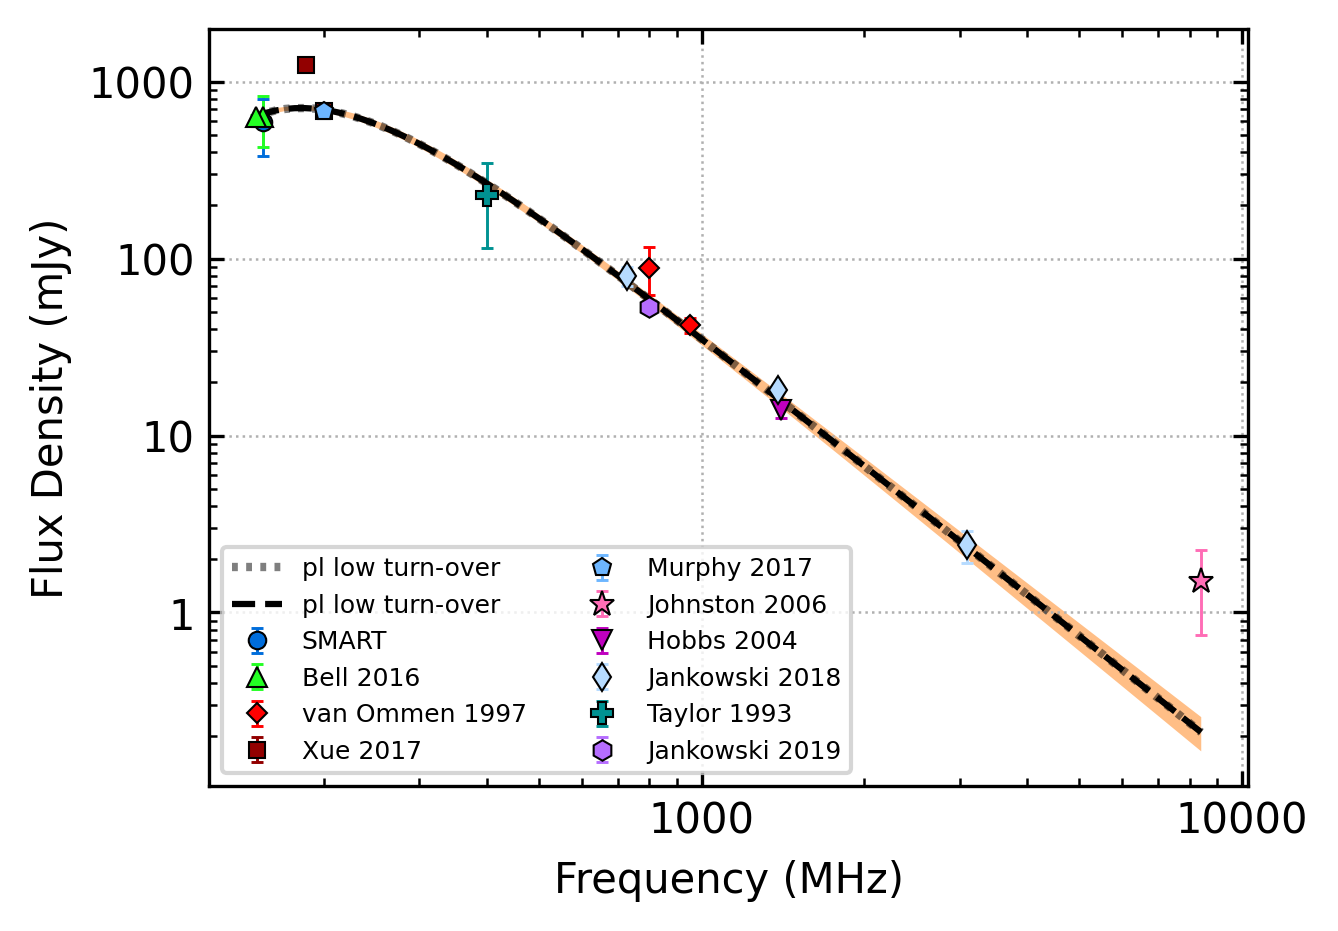 1000
100
10
1
Flux Density (mJy)
pl low turn-over
pl low turn-over
SMART
Bell 2016
van Ommen 1997
Xue 2017
Murphy 2017
Johnston 2006
Hobbs 2004
Jankowski 2018
Taylor 1993
Jankowski 2019
1000
10000
Frequency (MHz)